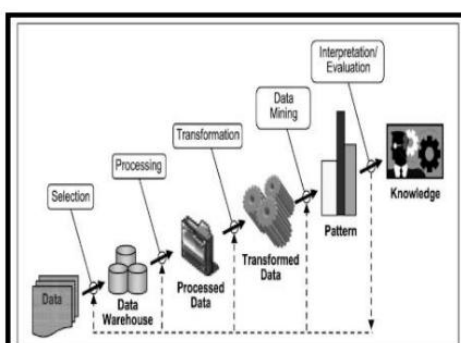 Interpretation/
Evaluation
Data
Mining
Transformation
Processing
Selection
Knowledge
Pattern
Transformed
Data
Processed
Data
Data
Warehouse
Data